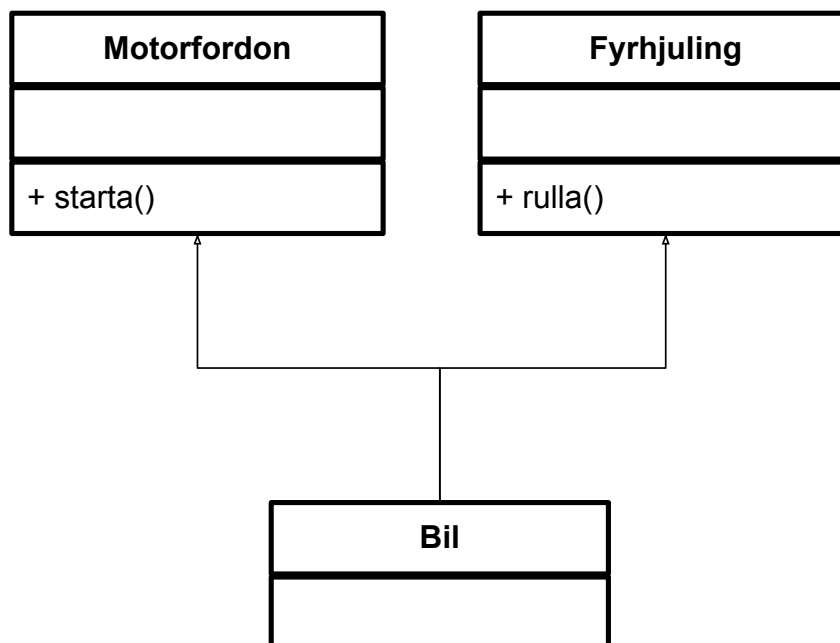 Motorfordon
Fyrhjuling
+ starta()
+ rulla()
Bil